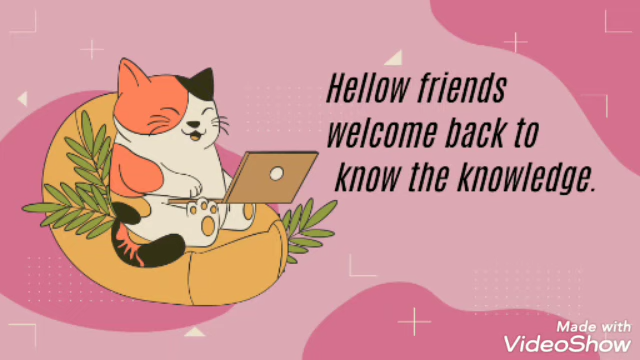 Hellow friends
welcome back to
know the knowledge.
Made with
VideoShow